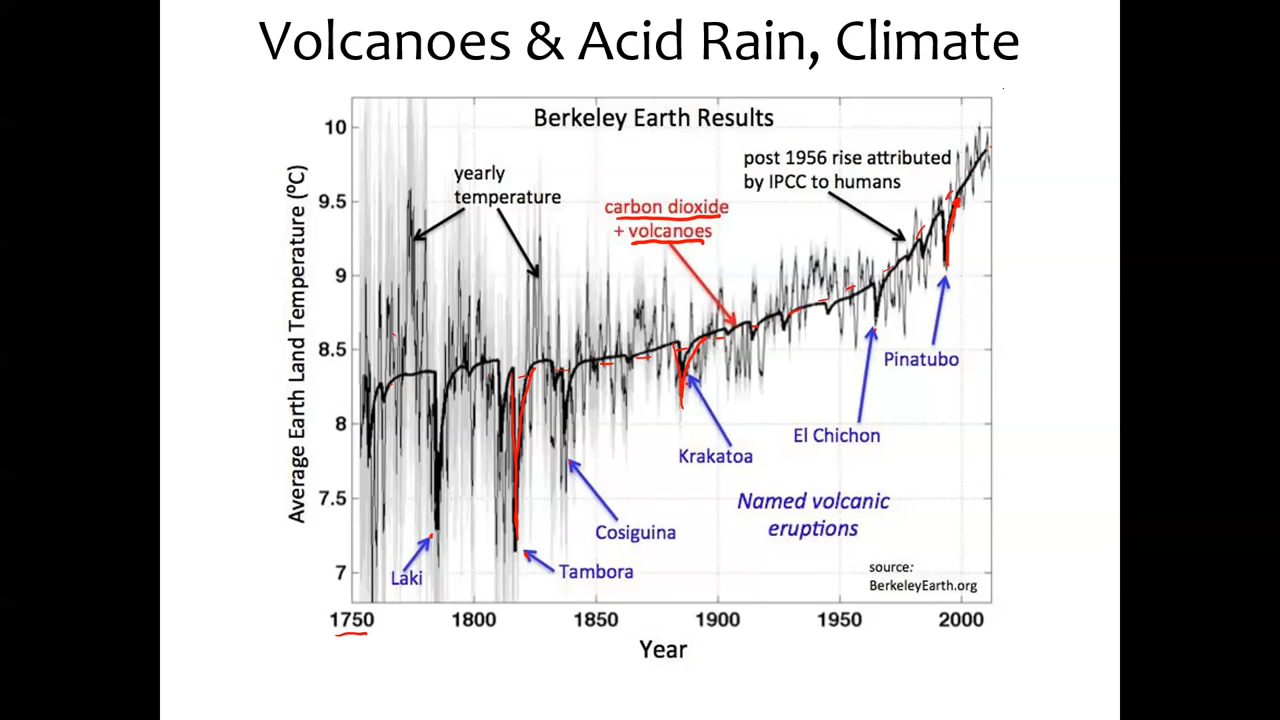 Volcanoes & Acid Rain, Climate
Berkeley Earth Results
Average Earth Land Temperature (ºC)
10
9.5
9
8.5
8
7.5
7
yearly
temperature
carbon dioxide
+ volcanoes
post 1956 rise attributed
by IPCC to humans
Pinatubo
El Chichon
Krakatoa
Named volcanic
eruptions
Cosiguina
Tambora
Laki
source:
BerkeleyEarth.org
1750
1800
1850
1900
1950
2000
Year